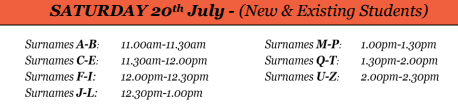 SATURDAY 20th July - (New & Existing Students)
Surnames A-B: 11.00am-11.30am
Surnames C-E: 11.30am-12.00pm
Surnames F-I: 12.00pm-12.30pm
Surnames J-L: 12.30pm-1.00pm
Surnames M-P: 1.00pm-1.30pm
Surnames Q-T: 1.30pm-2.00pm
Surnames U-Z: 2.00pm-2.30pm